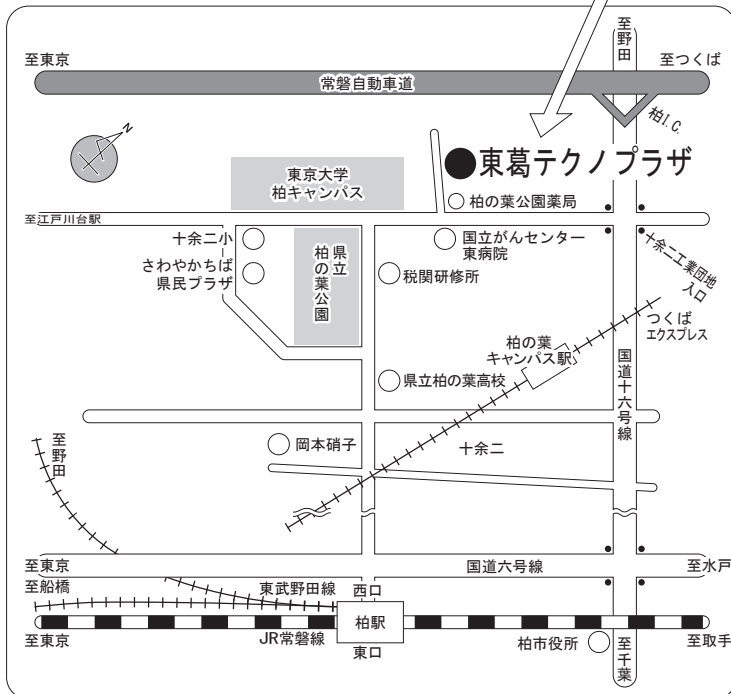 至野田
至東京
至つくば
常磐自動車道
柏I.C.
N
東葛テクノプラザ
東京大学
柏キャンパス
柏の葉公園薬局
至江戸川台駅
十余二小
国立がんセンター
東病院
さわやかちば
県民プラザ
県立
柏の葉公園
税関研修所
十余二工業団地
入口
つくば
エクスプレス
柏の葉
キャンパス駅
国道十六号線
県立柏の葉高校
至野田
岡本硝子
十余二
至東京
国道六号線
至水戸
至船橋
東武野田線
西口
柏駅
至東京
JR常磐線
東口
柏市役所
至千葉
至取手